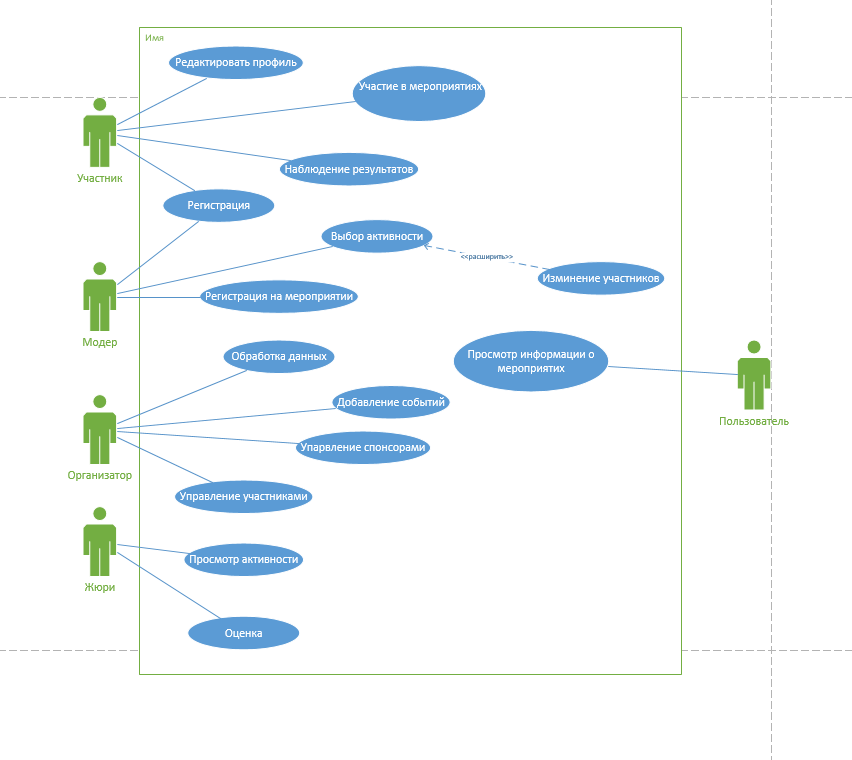 Имя
Редактировать профиль
Участие в мероприятиях
Наблюдение результатов
Участник
Регистрация
Выбор активности
<<расширить>>
Изминение участников
Регистрация на мероприятии
Модер
Обработка данных
Просмотр информации о
мероприятих
Добавление событий
Пользователь
Упарвление спонсорами
Организатор
Управление участниками
Просмотр активности
Жюри
Оценка